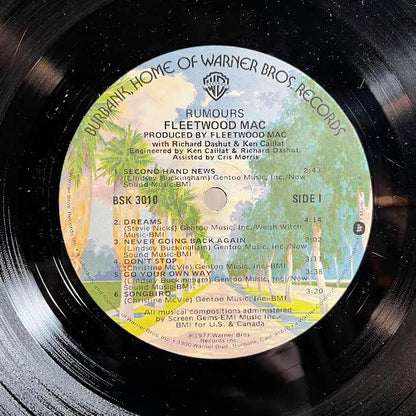 BURBANK, HOME OF WARNER BROS. RECORDS
RUMOURS
FLEETWOOD MAC
PRODUCED BY FLEETWOOD MAC
with Richard Dashut & Ken Caillat
Engineered by Ken Caillat & Richard Dashut,
Assisted by Cris Morris
1. SECOND HAND NEWS 2:43
(Lindsey Buckingham) Gentoo Music, Inc./Now
Sound Music-BMI
BSK 3010 SIDE 1
2. DREAMS
(Stevie Nicks) Gentoo Music, Inc./Welsh Witch
Music-BMI
3. NEVER GOING BACK AGAIN 2:02
(Lindsey Buckingham) Gentoo Music, Inc./Now
Sound Music-BMI
4. DON'T STOP
(Christine McVie) Gentoo Music, Inc.-BMI
5. GO YOUR OWN WAY
(Lindsey Buckingham) Gentoo Music, Inc./Now
Sound Music-BMI
6. SONGBIRD 3:20
(Christine McVie) Gentoo Music, Inc.-BMI
All musical compositions administered by
Screen Gems-EMI Music Inc.
BMI for U.S. & Canada
©1977 Warner Bros.
Records Inc.